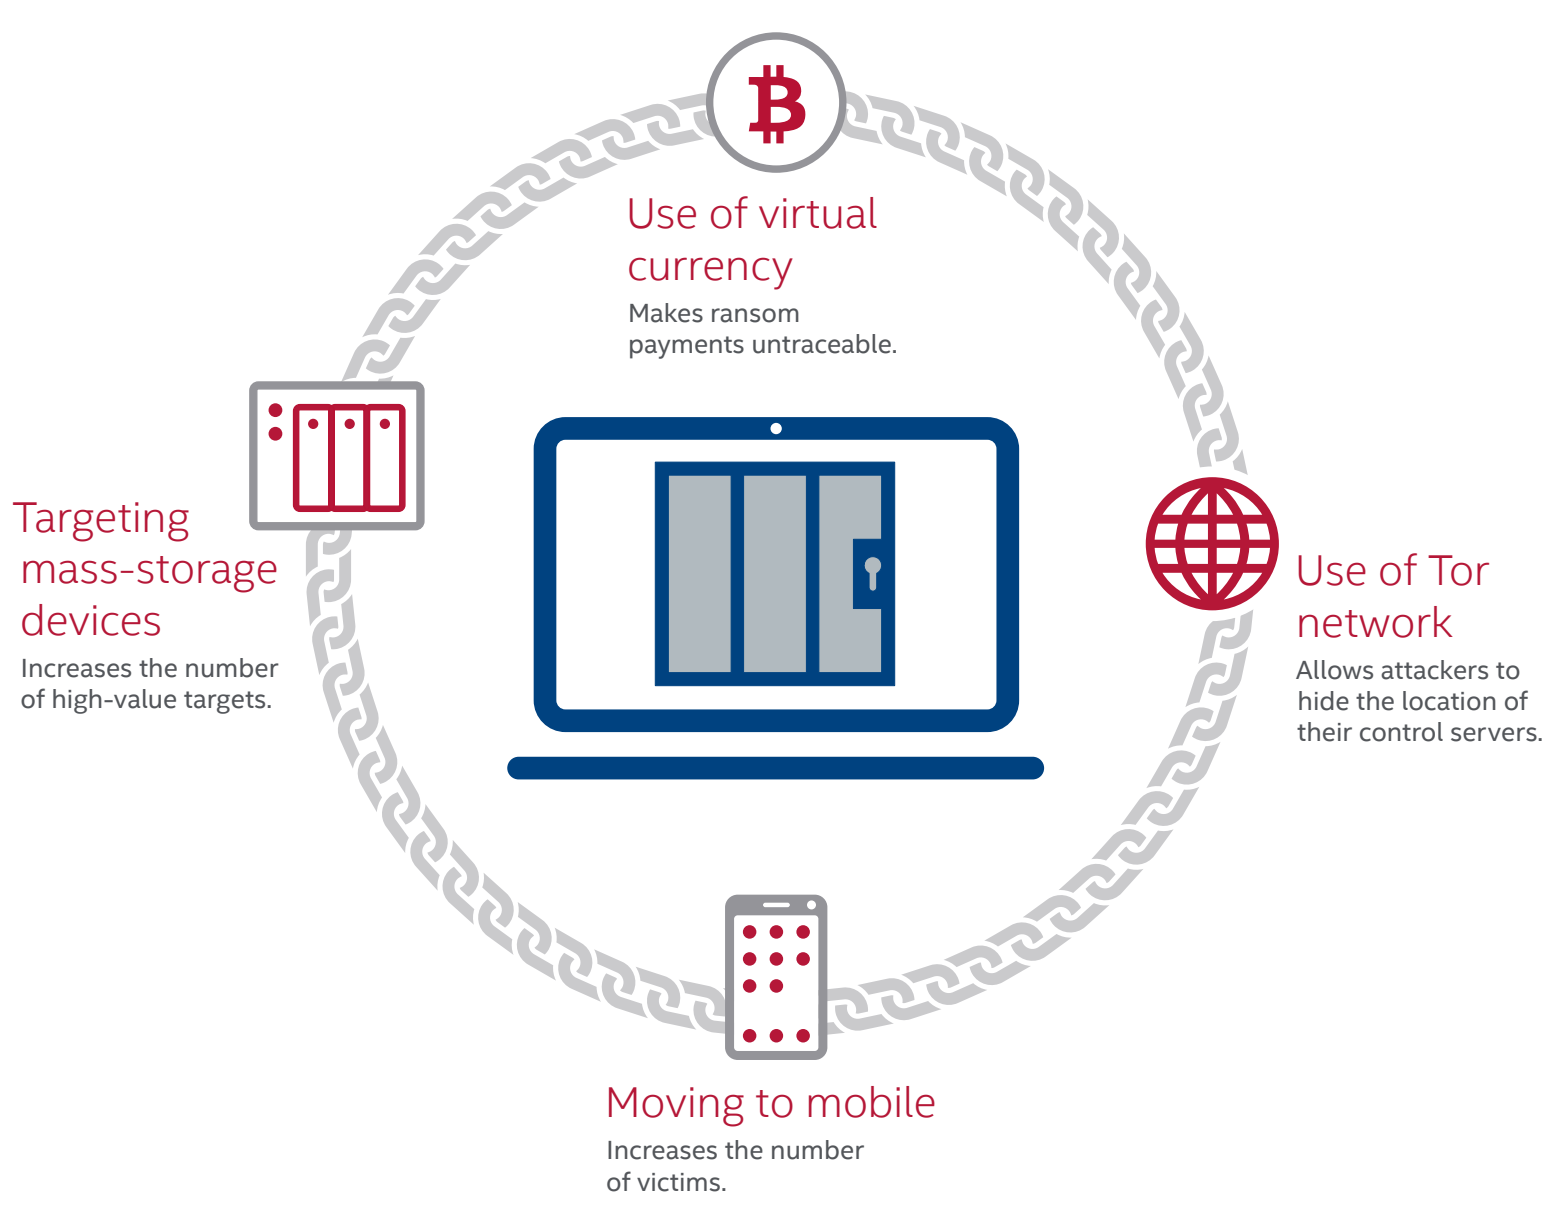 Use of virtual
currency
Makes ransom
payments untraceable.
Targeting
mass-storage
devices
Increases the number
of high-value targets.
Use of Tor
network
Allows attackers to
hide the location of
their control servers.
Moving to mobile
Increases the number
of victims.